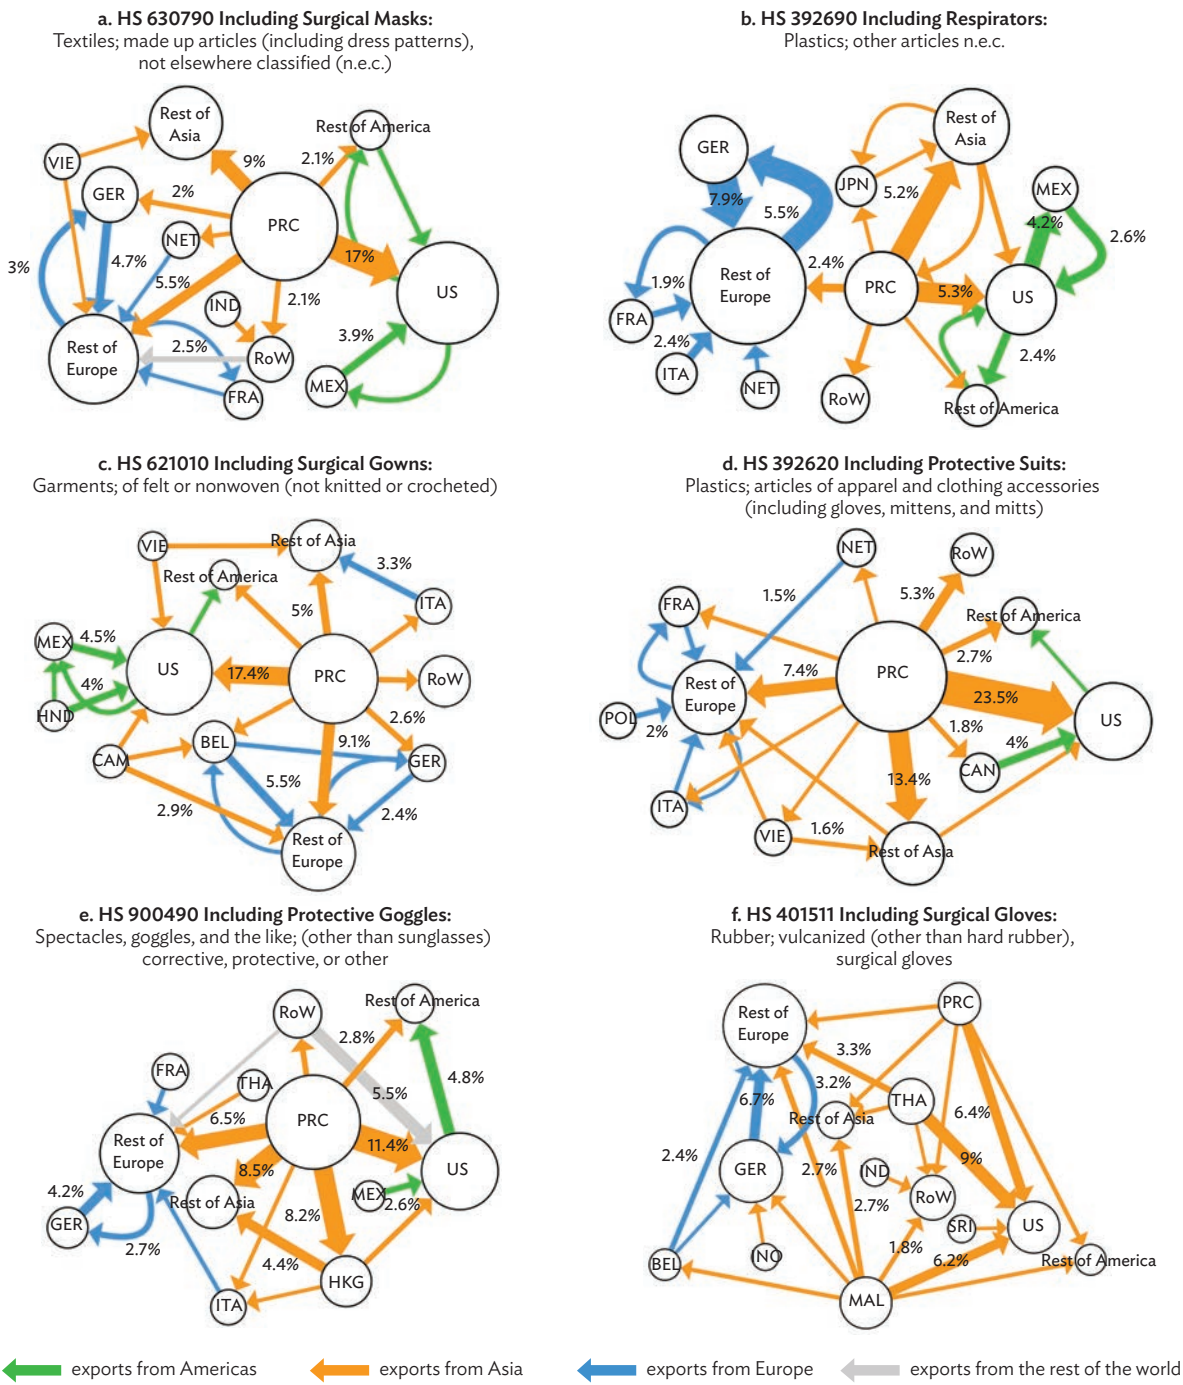 a. HS 630790 Including Surgical Masks:
Textiles; made up articles (including dress patterns),
not elsewhere classified (n.e.c.)
Rest of
Asia
Rest of America
VIE
9%
2.1%
GER
2%
PRC
NET
4.7%
17%
3%
5.5%
US
2.1%
IND
3.9%
Rest of
Europe
2.5%
RoW
MEX
FRA
b. HS 392690 Including Respirators:
Plastics; other articles n.e.c.
Rest of
Asia
GER
JPN
MEX
7.9%
5.2%
5.5%
4.2%
2.6%
2.4%
Rest of
Europe
1.9%
PRC
5.3%
US
FRA
2.4%
2.4%
ITA
NET
RoW
Rest of America
c. HS 621010 Including Surgical Gowns:
Garments; of felt or nonwoven (not knitted or crocheted)
VIE
Rest of Asia
3.3%
Rest of America
ITA
5%
MEX
4.5%
US
17.4%
PRC
RoW
4%
HND
2.6%
BEL
9.1%
CAM
GER
5.5%
2.9%
2.4%
Rest of
Europe
d. HS 392620 Including Protective Suits:
Plastics; articles of apparel and clothing accessories
(including gloves, mittens, and mitts)
NET
RoW
1.5%
5.3%
FRA
Rest of America
7.4%
PRC
2.7%
Rest of
Europe
23.5%
POL
2%
1.8%
US
4%
CAN
13.4%
ITA
1.6%
VIE
Rest of Asia
e. HS 900490 Including Protective Goggles:
Spectacles, goggles, and the like; (other than sunglasses)
corrective, protective, or other
Rest of America
RoW
2.8%
FRA
THA
4.8%
5.5%
6.5%
PRC
Rest of
Europe
11.4%
8.5%
US
4.2%
MEX
2.6%
Rest of Asia
GER
8.2%
2.7%
4.4%
HKG
ITA
f. HS 401511 Including Surgical Gloves:
Rubber; vulcanized (other than hard rubber),
surgical gloves
Rest of
Europe
PRC
3.3%
3.2%
6.7%
THA
Rest of Asia
6.4%
2.4%
9%
GER
2.7%
IND
2.7%
RoW
SRI
US
1.8%
6.2%
BEL
INO
Rest of America
MAL
exports from Americas
exports from Asia
exports from Europe
exports from the rest of the world